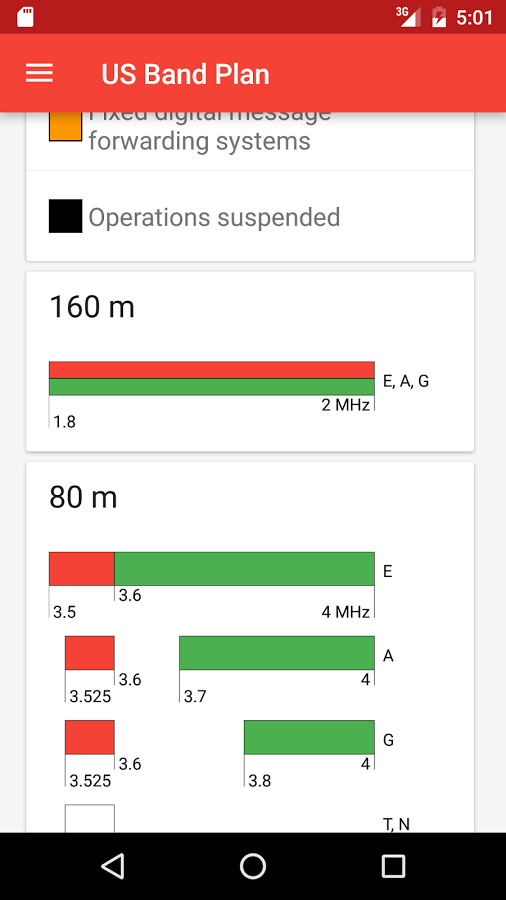 3G 5:01
US Band Plan
Fixed digital message
forwarding systems
Operations suspended
160 m
E, A, G
2 MHz
1.8
80 m
E
3.6
3.5 4 MHz
A
3.6 4
3.525 3.7
G
3.6 4
3.525 3.8
T, N